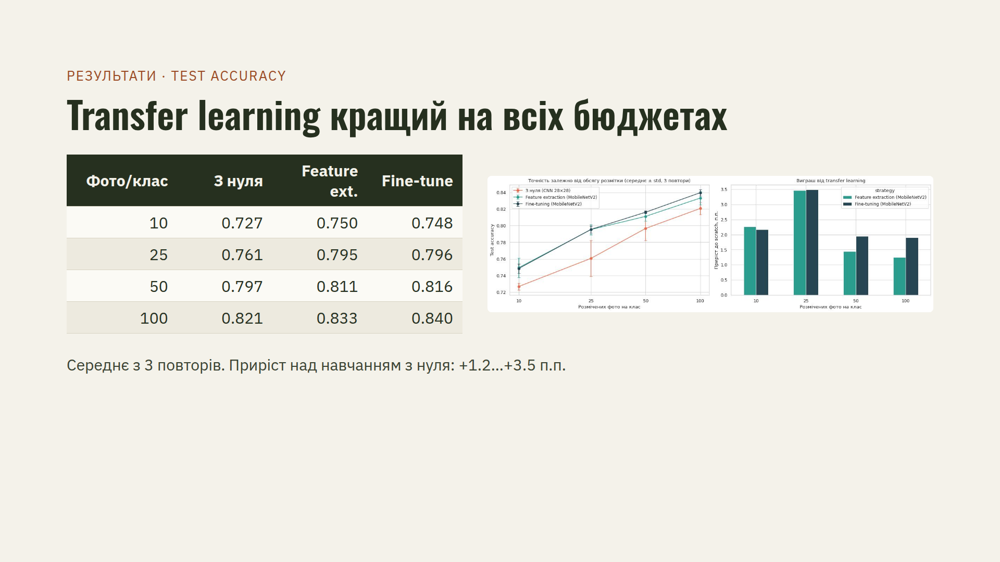 РЕЗУЛЬТАТИ · TEST ACCURACY
Transfer learning кращий на всіх бюджетах
Фото/клас З нуля Feature ext. Fine-tune
10 0.727 0.750 0.748
25 0.761 0.795 0.796
50 0.797 0.811 0.816
100 0.821 0.833 0.840
Точність залежно від обсягу розмітки (середнє ± std, 3 повтори)
З нуля (CNN 28×28)
Feature extraction (MobileNetV2)
Fine-tuning (MobileNetV2)
Test accuracy
0.84
0.82
0.80
0.78
0.76
0.74
0.72
10 25 50 100
Розмічених фото на клас
Виграш від transfer learning
strategy
Feature extraction (MobileNetV2)
Fine-tuning (MobileNetV2)
Приріст до scratch, п.п.
3.5
3.0
2.5
2.0
1.5
1.0
0.5
0.0
10 25 50 100
Розмічених фото на клас
Середнє з 3 повторів. Приріст над навчанням з нуля: +1.2…+3.5 п.п.